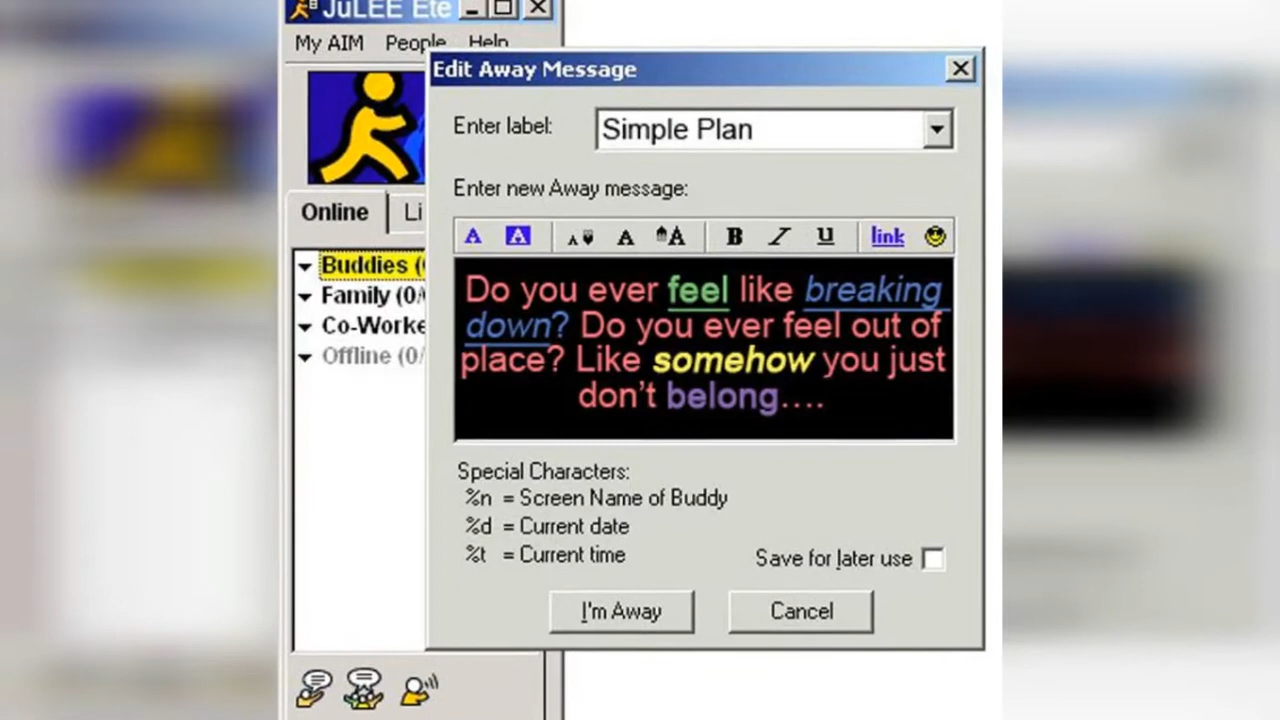 JuLEE Ete
My AIM People Help
Edit Away Message
Enter label: Simple Plan
Enter new Away message:
Online Li
A A A A A B I U link
Buddies (
Family (0/
Co-Worke
Offline (0/
Do you ever feel like breaking
down? Do you ever feel out of
place? Like somehow you just
don't belong....
Special Characters:
%n = Screen Name of Buddy
%d = Current date
%t = Current time
Save for later use
I'm Away Cancel